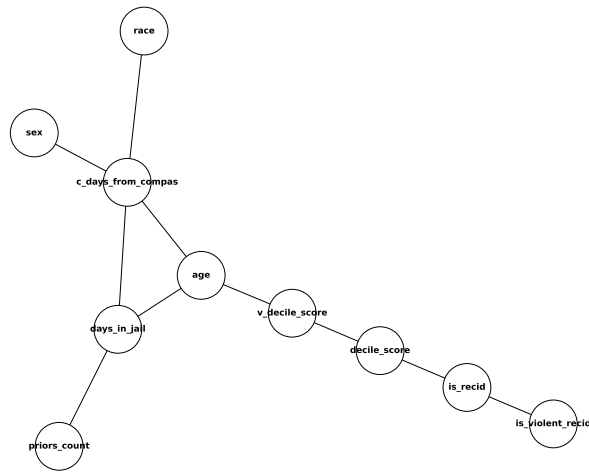 race
sex
c_days_from_compas
age
v_decile_score
days_in_jail
decile_score
is_recid
is_violent_recid
priors_count